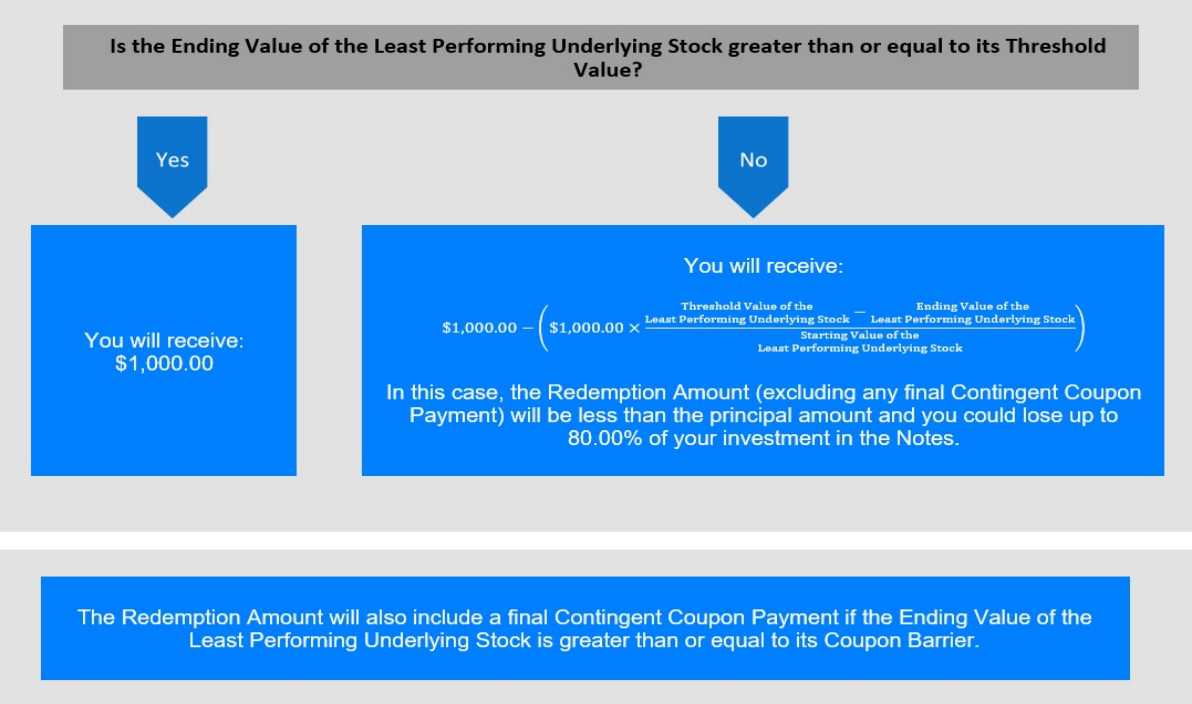 Is the Ending Value of the Least Performing Underlying Stock greater than or equal to its Threshold
Value?
Yes
No
You will receive:
$1,000.00
You will receive:
$1,000.00 − ( $1,000.00 × (Threshold Value of the Least Performing Underlying Stock − Ending Value of the Least Performing Underlying Stock) / Starting Value of the Least Performing Underlying Stock )
In this case, the Redemption Amount (excluding any final Contingent Coupon
Payment) will be less than the principal amount and you could lose up to
80.00% of your investment in the Notes.
The Redemption Amount will also include a final Contingent Coupon Payment if the Ending Value of the
Least Performing Underlying Stock is greater than or equal to its Coupon Barrier.